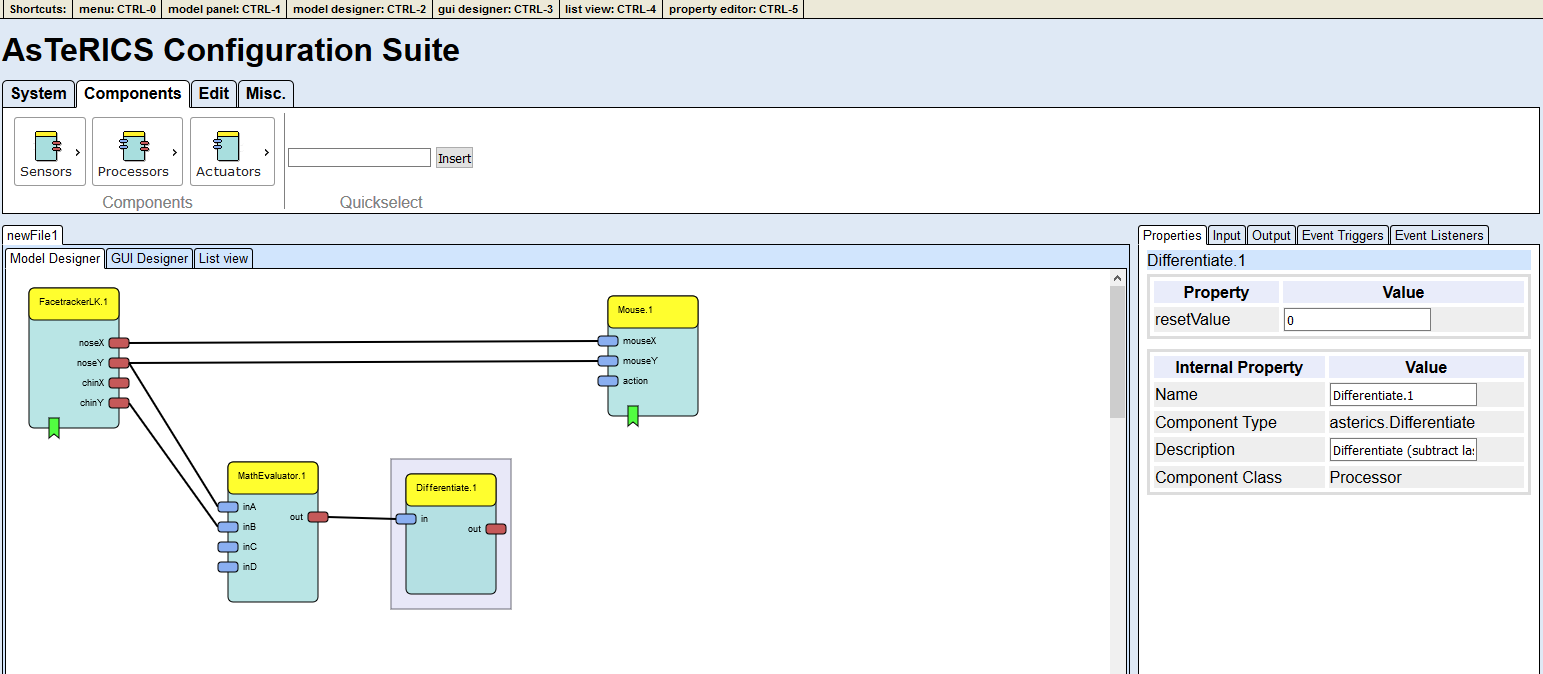 Shortcuts: menu: CTRL-0 model panel: CTRL-1 model designer: CTRL-2 gui designer: CTRL-3 list view: CTRL-4 property editor: CTRL-5
AsTeRICS Configuration Suite
System Components Edit Misc.
Sensors Processors Actuators
Insert
Components Quickselect
newFile1
Model Designer GUI Designer List view
FacetrackerLK.1
noseX
noseY
chinX
chinY
Mouse.1
mouseX
mouseY
action
MathEvaluator.1
inA
inB
inC
inD
out
Differentiate.1
in
out
Properties Input Output Event Triggers Event Listeners
Differentiate.1
Property Value
resetValue 0
Internal Property Value
Name Differentiate.1
Component Type asterics.Differentiate
Description Differentiate (subtract las
Component Class Processor